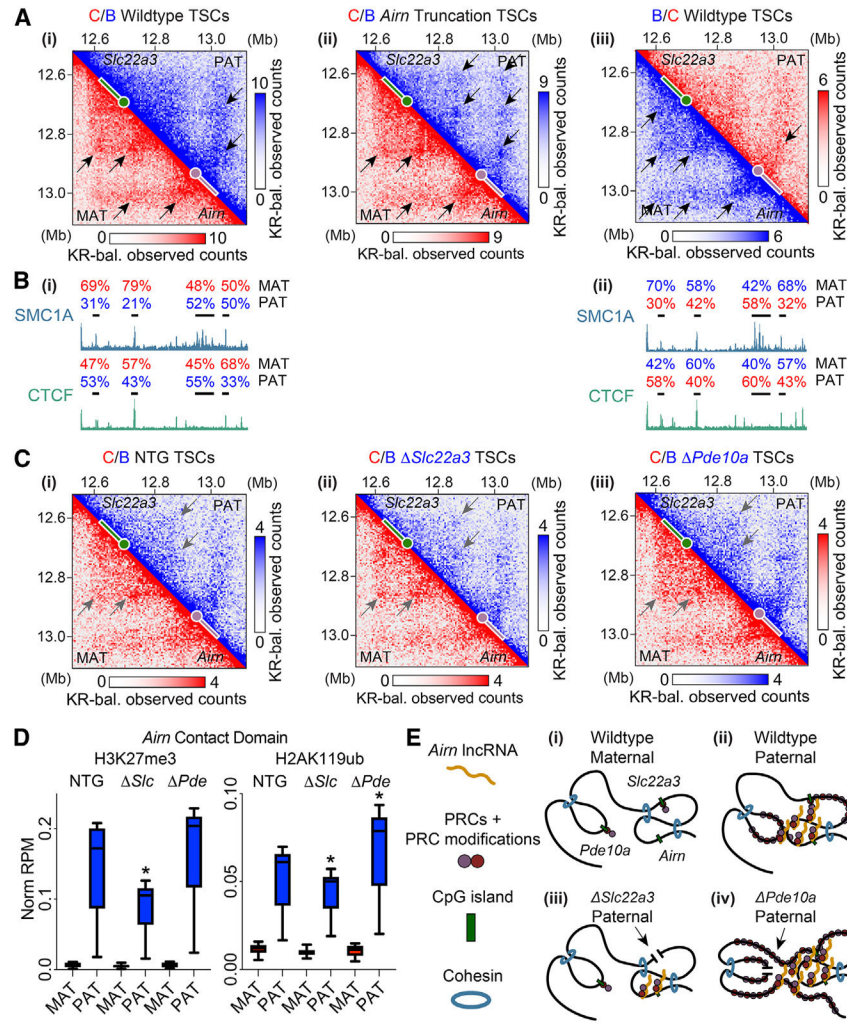 A
C/B Wildtype TSCs
C/B Airn Truncation TSCs
B/C Wildtype TSCs
(i) 12.6 13.0 (Mb)
(ii) 12.6 13.0
(iii) 12.6 13.0 (Mb)
Slc22a3 PAT
Slc22a3 PAT
Slc22a3 PAT
12.6
12.8
13.0
(Mb)
MAT Airn
MAT Airn
MAT Airn
10
0
KR-bal. observed counts
9
0
KR-bal. observed counts
6
0
KR-bal. obseerved counts
0 10
KR-bal. observed counts
0 9
KR-bal. observed counts
0 6
KR-bal. observed counts
(Mb)
B
(i) 69% 79% 48% 50% MAT
31% 21% 52% 50% PAT
SMC1A
47% 57% 45% 68% MAT
53% 43% 55% 33% PAT
CTCF
(ii) 70% 58% 42% 68% MAT
30% 42% 58% 32% PAT
SMC1A
42% 60% 40% 57% MAT
58% 40% 60% 43% PAT
CTCF
C
C/B NTG TSCs
C/B ΔSlc22a3 TSCs
C/B ΔPde10a TSCs
(i) 12.6 13.0 (Mb)
(ii) 12.6 13.0
(iii) 12.6 13.0 (Mb)
Slc22a3 PAT
Slc22a3 PAT
Slc22a3 PAT
12.6
12.8
13.0
(Mb)
MAT Airn
MAT Airn
MAT Airn
4
0
KR-bal. observed counts
4
0
KR-bal. observed counts
4
0
KR-bal. observed counts
0 4
KR-bal. observed counts
0 4
KR-bal. observed counts
0 4
KR-bal. observed counts
(Mb)
D
Airn Contact Domain
H3K27me3
H2AK119ub
NTG ΔSlc ΔPde
NTG ΔSlc ΔPde
Norm RPM
0.2
0.1
0.0
0.10
0.05
0.00
*
*
*
MAT PAT MAT PAT MAT PAT
MAT PAT MAT PAT MAT PAT
E
Airn lncRNA
PRCs +
PRC modifications
CpG island
Cohesin
(i) Wildtype
Maternal
Slc22a3
Pde10a
Airn
(ii) Wildtype
Paternal
(iii) ΔSlc22a3
Paternal
(iv) ΔPde10a
Paternal